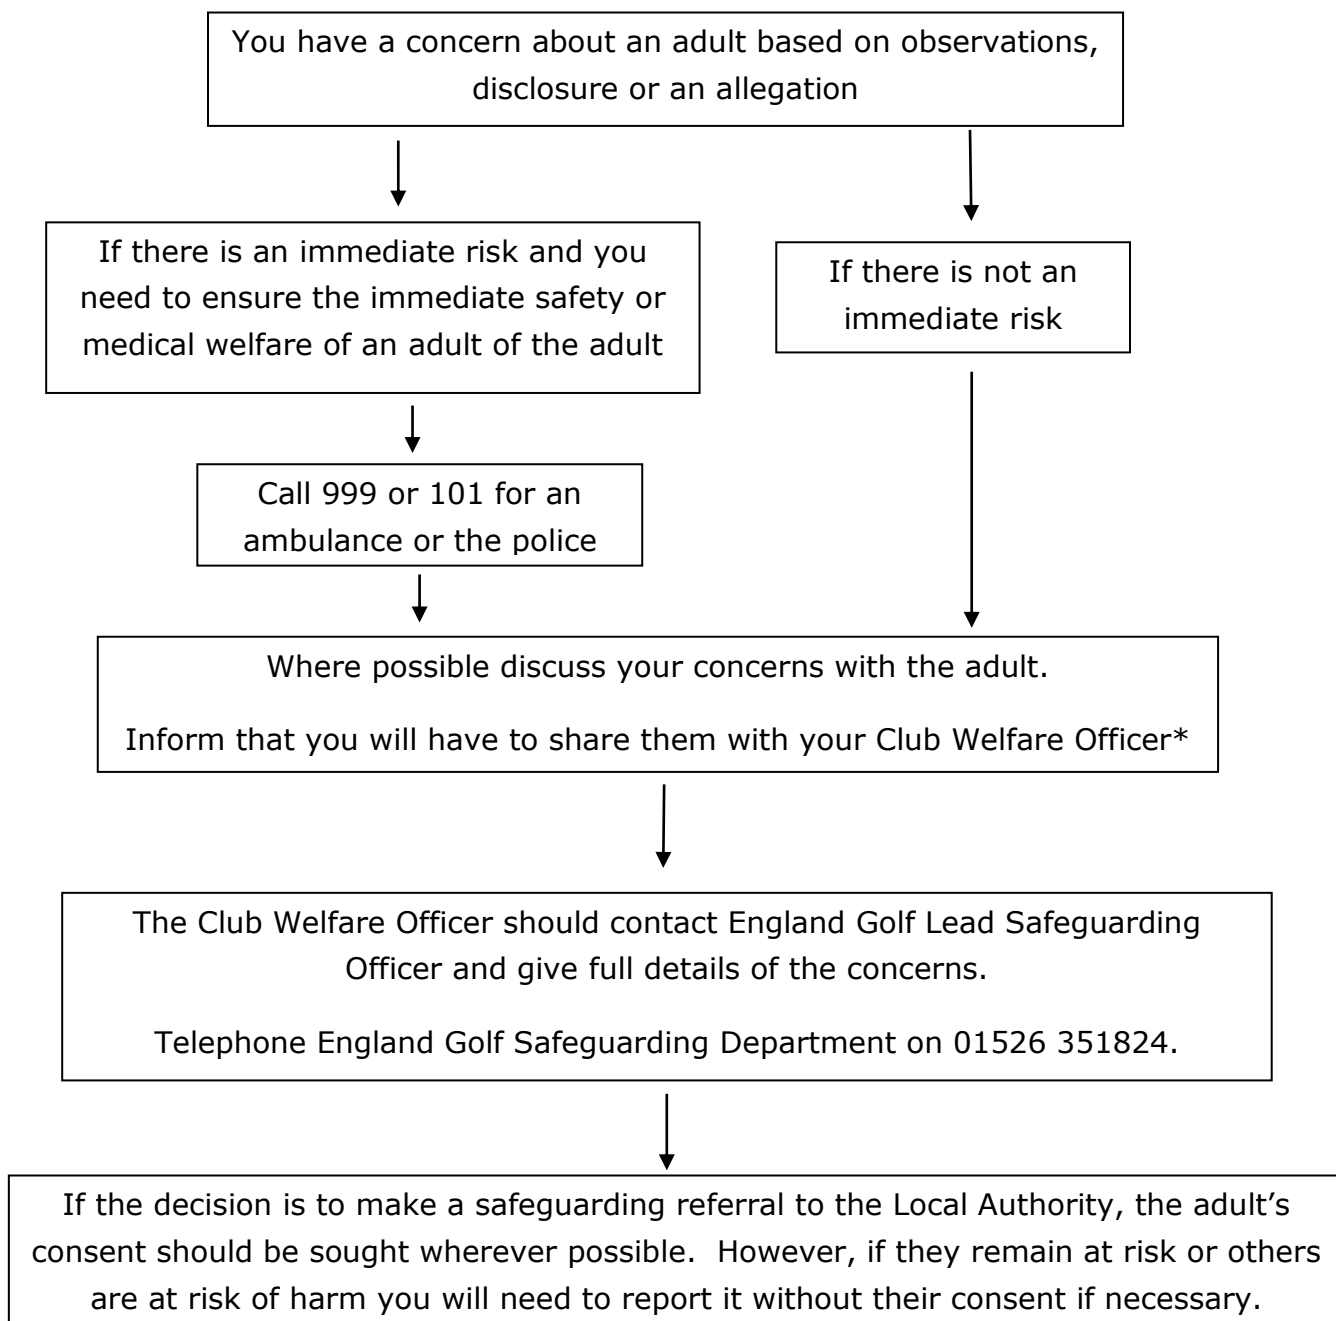 You have a concern about an adult based on observations,
disclosure or an allegation
If there is an immediate risk and you
need to ensure the immediate safety or
medical welfare of an adult of the adult
If there is not an
immediate risk
Call 999 or 101 for an
ambulance or the police
Where possible discuss your concerns with the adult.
Inform that you will have to share them with your Club Welfare Officer*
The Club Welfare Officer should contact England Golf Lead Safeguarding
Officer and give full details of the concerns.
Telephone England Golf Safeguarding Department on 01526 351824.
If the decision is to make a safeguarding referral to the Local Authority, the adult’s
consent should be sought wherever possible.  However, if they remain at risk or others
are at risk of harm you will need to report it without their consent if necessary.